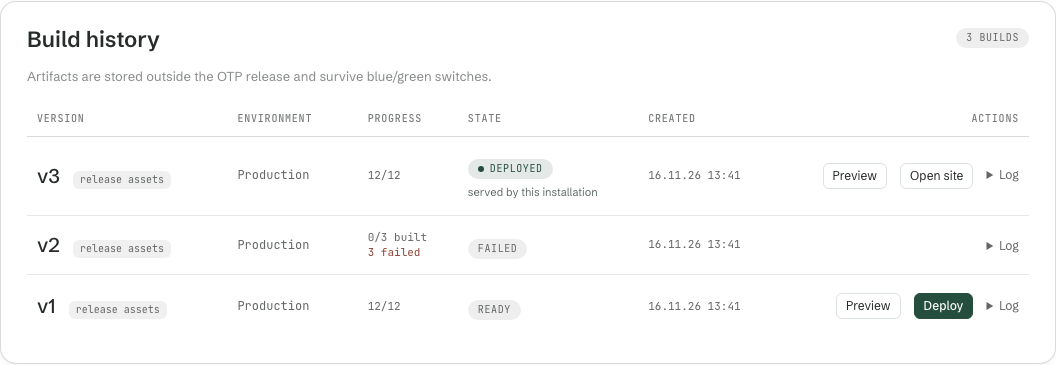 Build history
3 BUILDS
Artifacts are stored outside the OTP release and survive blue/green switches.
VERSION ENVIRONMENT PROGRESS STATE CREATED ACTIONS
v3 release assets Production 12/12 DEPLOYED 16.11.26 13:41 Preview Open site Log
served by this installation
v2 release assets Production 0/3 built FAILED 16.11.26 13:41 Log
3 failed
v1 release assets Production 12/12 READY 16.11.26 13:41 Preview Deploy Log